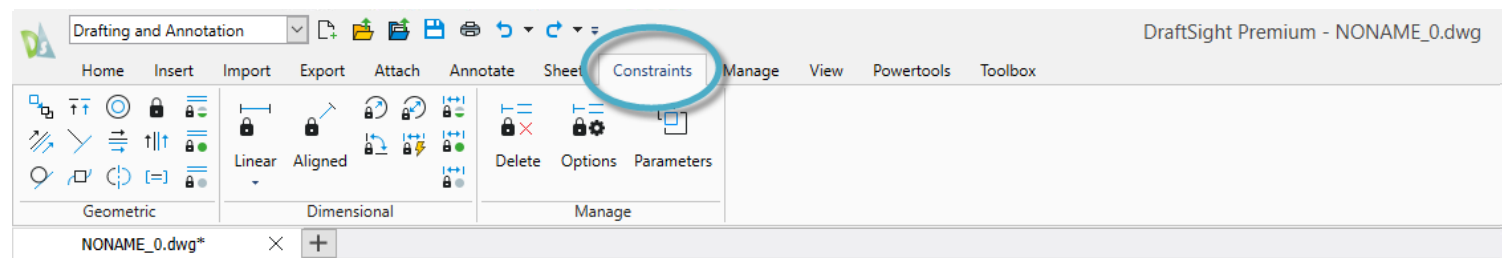 Drafting and Annotation DraftSight Premium - NONAME_0.dwg
DS
Home Insert Import Export Attach Annotate Sheet Constraints Manage View Powertools Toolbox
Linear Aligned Delete Options Parameters
Geometric Dimensional Manage
NONAME_0.dwg*